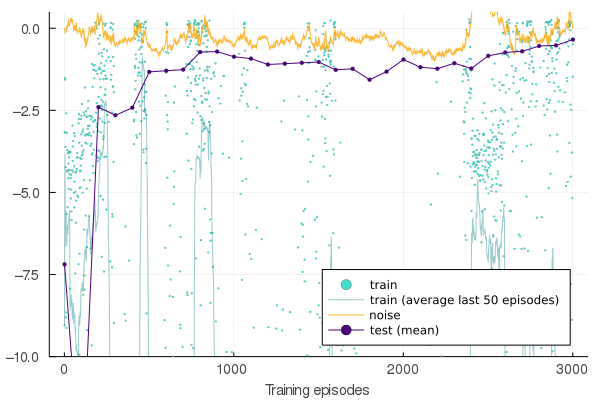 0.0
−2.5
−5.0
−7.5
−10.0
train
train (average last 50 episodes)
noise
test (mean)
0 1000 2000 3000
Training episodes